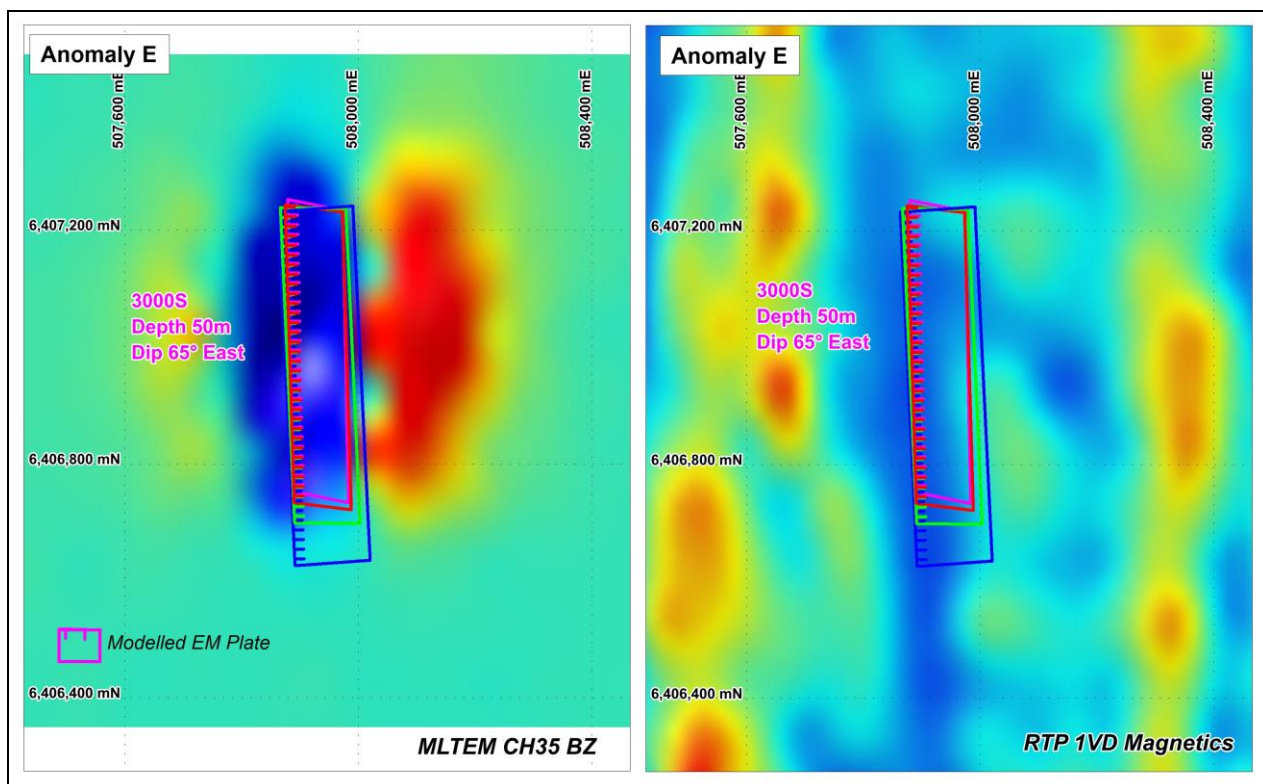 Anomaly E
507,600 mE
508,000 mE
508,400 mE
6,407,200 mN
3000S
Depth 50m
Dip 65° East
6,406,800 mN
Modelled EM Plate
6,406,400 mN
MLTEM CH35 BZ
Anomaly E
507,600 mE
508,000 mE
508,400 mE
6,407,200 mN
3000S
Depth 50m
Dip 65° East
6,406,800 mN
6,406,400 mN
RTP 1VD Magnetics